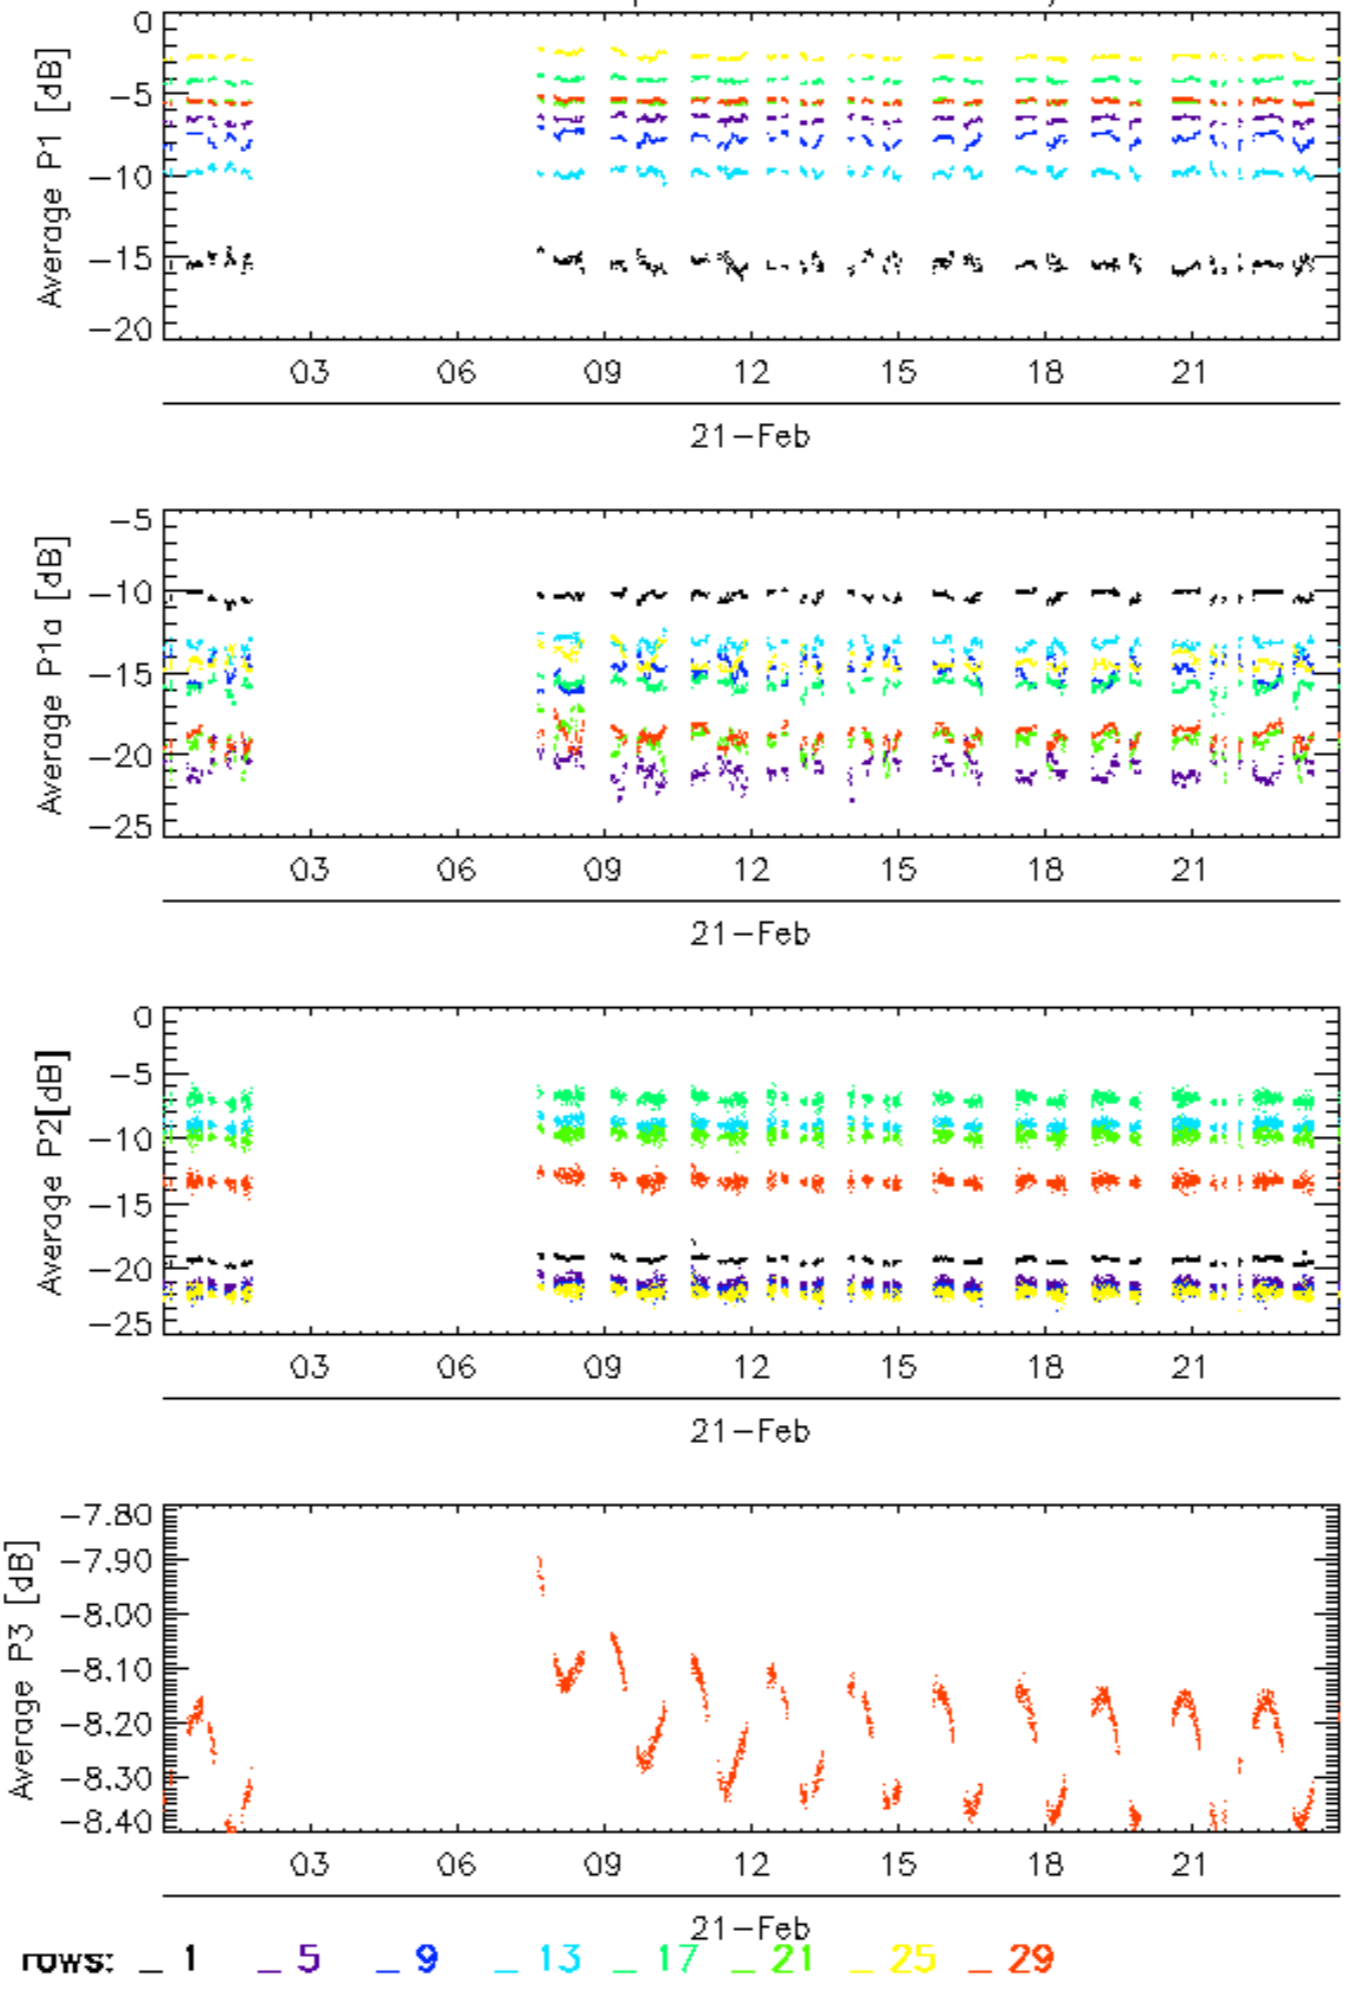 0
−5
−10
−15
−20
Average P1 [dB]
03 06 09 12 15 18 21
21−Feb
−5
−10
−15
−20
−25
Average P1a [dB]
03 06 09 12 15 18 21
21−Feb
0
−5
−10
−15
−20
−25
Average P2[dB]
03 06 09 12 15 18 21
21−Feb
−7.80
−7.90
−8.00
−8.10
−8.20
−8.30
−8.40
Average P3 [dB]
03 06 09 12 15 18 21
21−Feb
rows: _ 1 _ 5 _ 9 _ 13 _ 17 _ 21 _ 25 _ 29